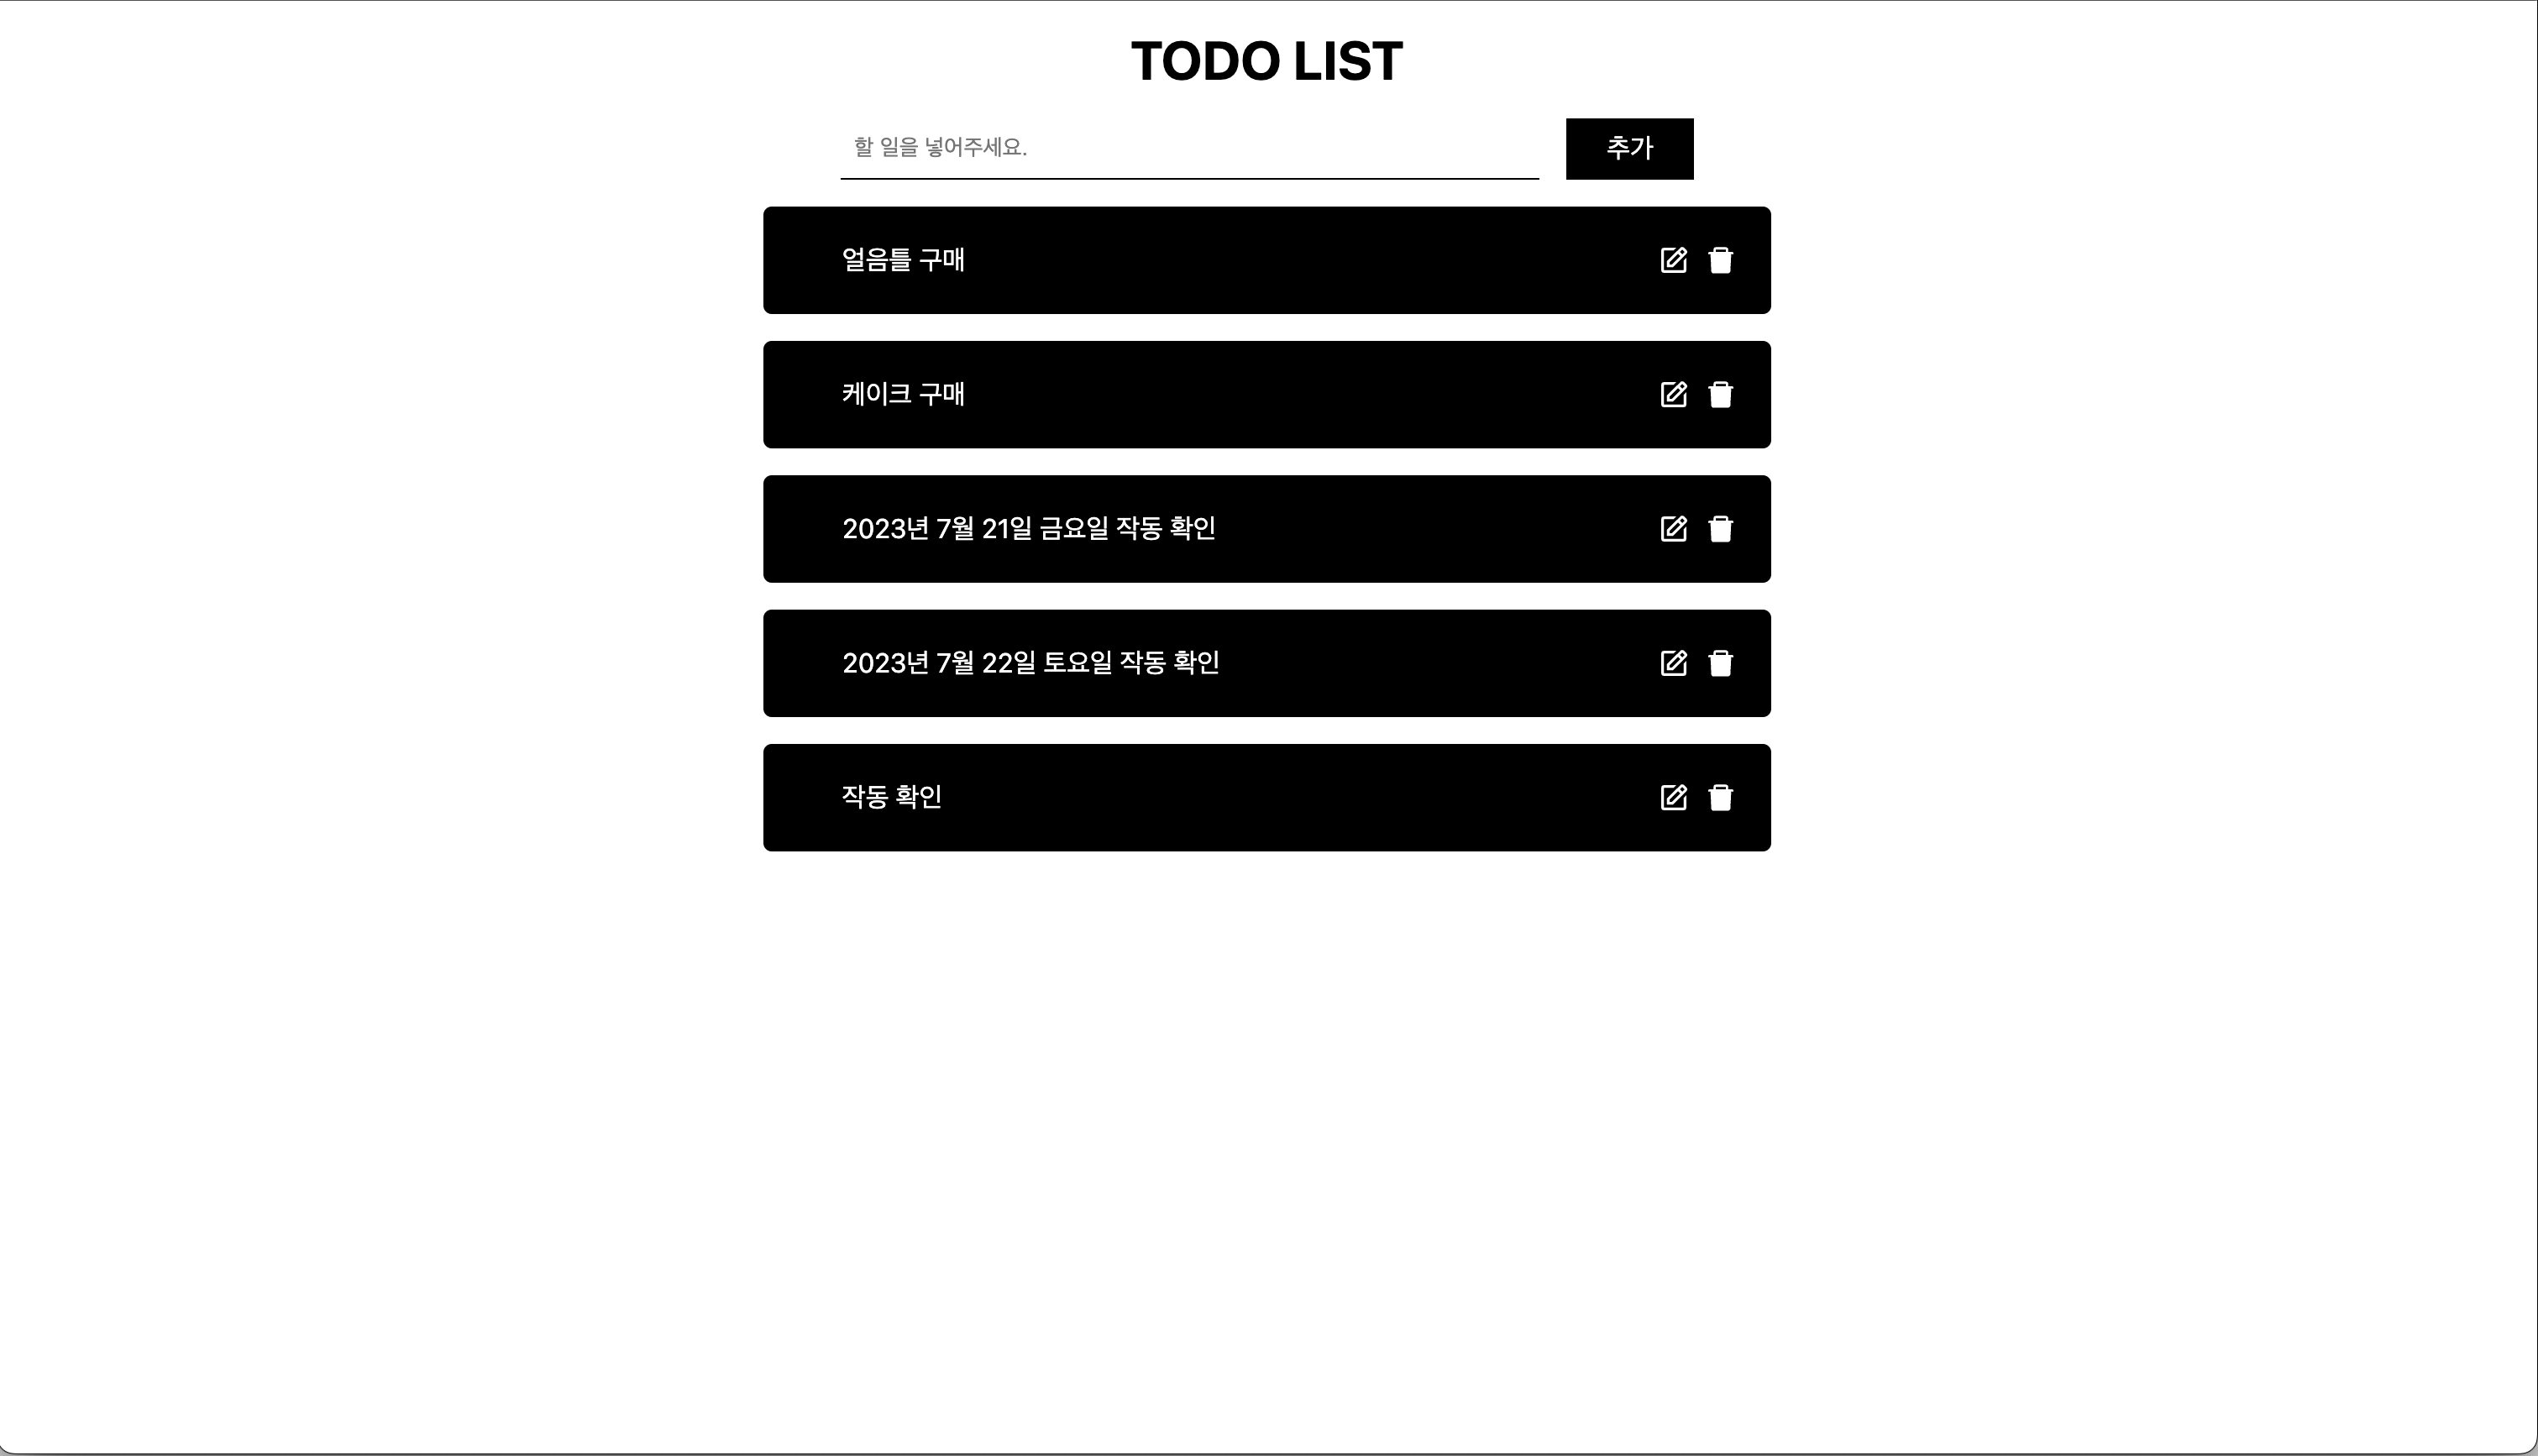 TODO LIST
할 일을 넣어주세요.
추가
얼음틀 구매
케이크 구매
2023년 7월 21일 금요일 작동 확인
2023년 7월 22일 토요일 작동 확인
작동 확인